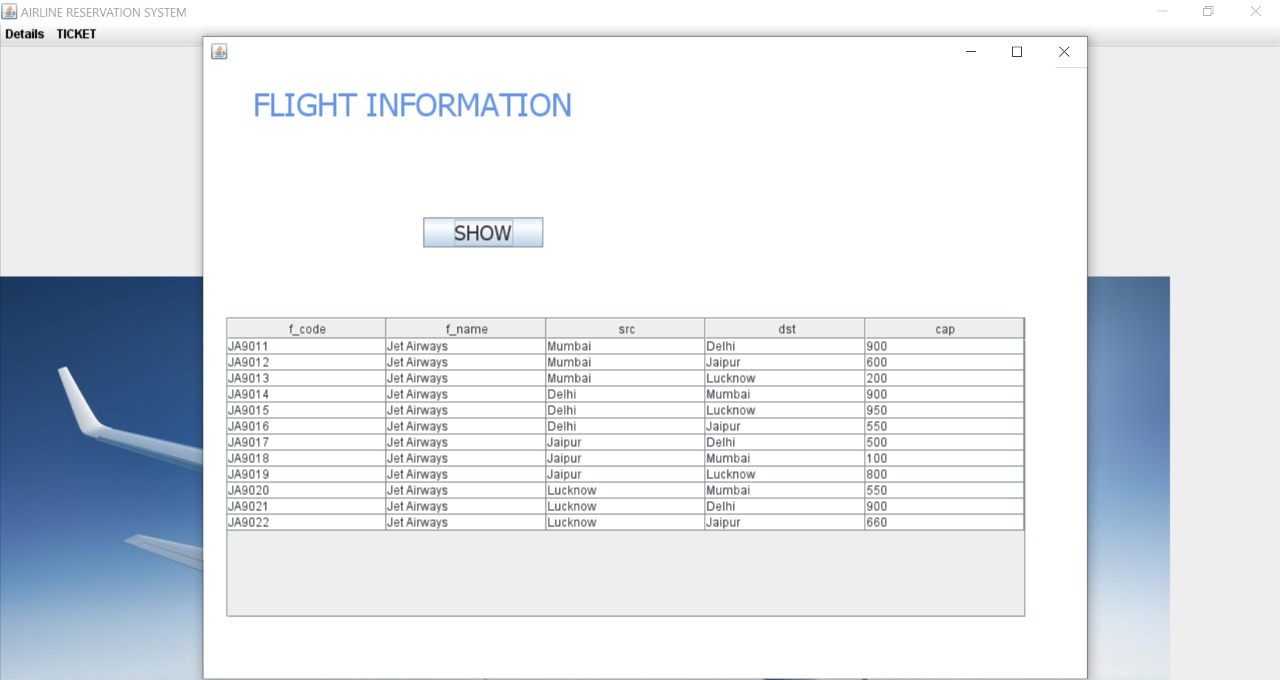 AIRLINE RESERVATION SYSTEM
Details TICKET
FLIGHT INFORMATION
SHOW
f_code f_name src dst cap
JA9011 Jet Airways Mumbai Delhi 900
JA9012 Jet Airways Mumbai Jaipur 600
JA9013 Jet Airways Mumbai Lucknow 200
JA9014 Jet Airways Delhi Mumbai 900
JA9015 Jet Airways Delhi Lucknow 950
JA9016 Jet Airways Delhi Jaipur 550
JA9017 Jet Airways Jaipur Delhi 500
JA9018 Jet Airways Jaipur Mumbai 100
JA9019 Jet Airways Jaipur Lucknow 800
JA9020 Jet Airways Lucknow Mumbai 550
JA9021 Jet Airways Lucknow Delhi 900
JA9022 Jet Airways Lucknow Jaipur 660